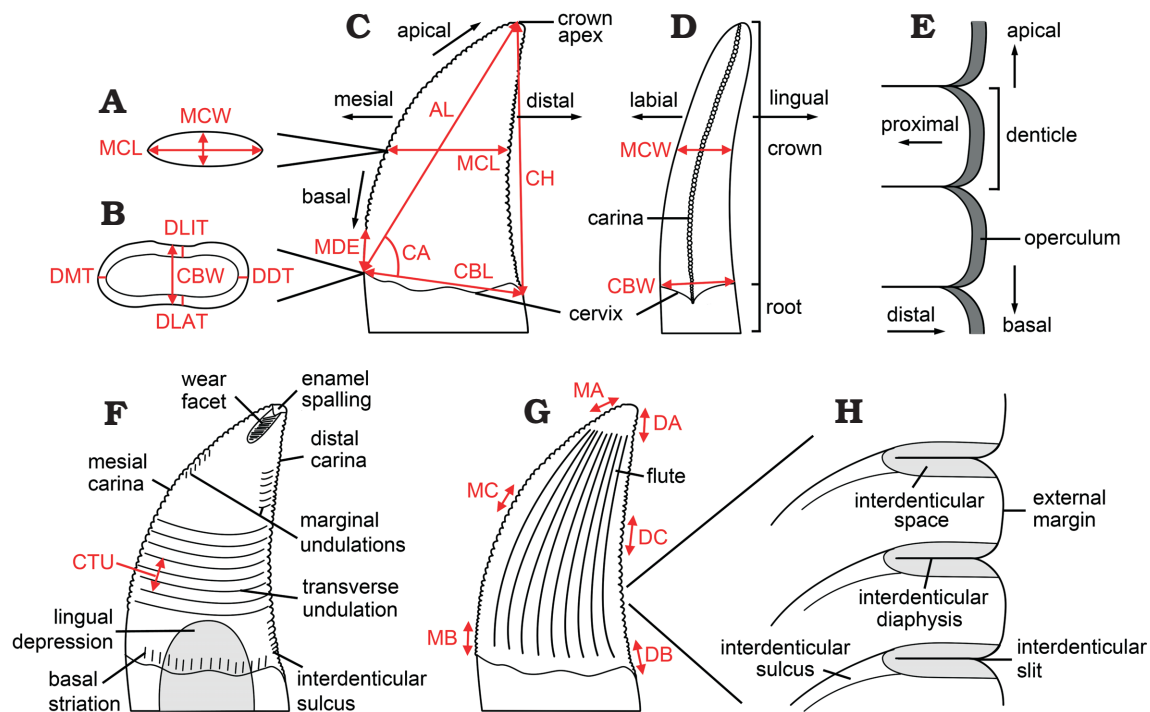 A
MCW
MCL
B
DLIT
DMT
CBW
DDT
DLAT
C
apical
crown
apex
mesial
distal
AL
MCL
CH
basal
MDE
CA
CBL
cervix
D
labial
lingual
MCW
crown
carina
CBW
root
E
apical
proximal
denticle
operculum
distal
basal
F
wear
facet
enamel
spalling
mesial
carina
distal
carina
marginal
undulations
CTU
transverse
undulation
lingual
depression
basal
striation
interdenticular
sulcus
G
MA
DA
MC
flute
DC
MB
DB
H
interdenticular
space
external
margin
interdenticular
diaphysis
interdenticular
sulcus
interdenticular
slit